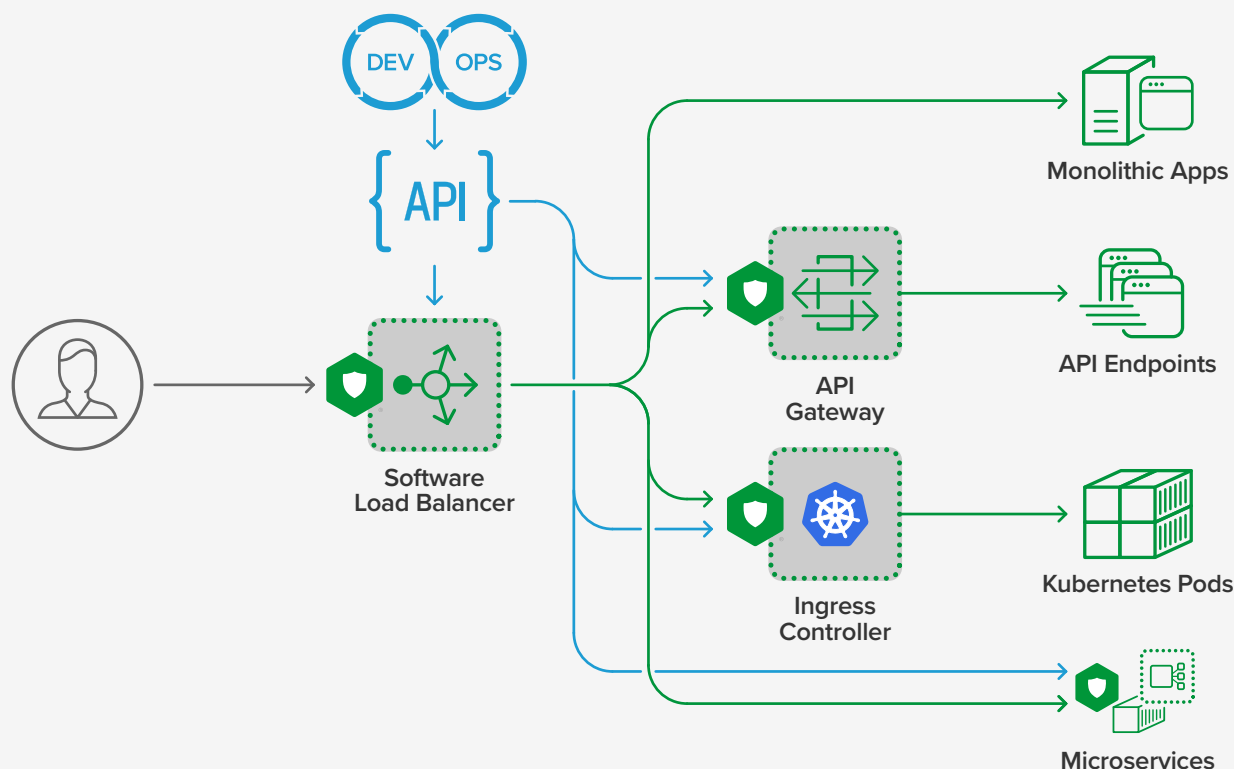 DEV OPS
{ API }
Monolithic Apps
API Endpoints
API
Gateway
Software
Load Balancer
Kubernetes Pods
Ingress
Controller
Microservices